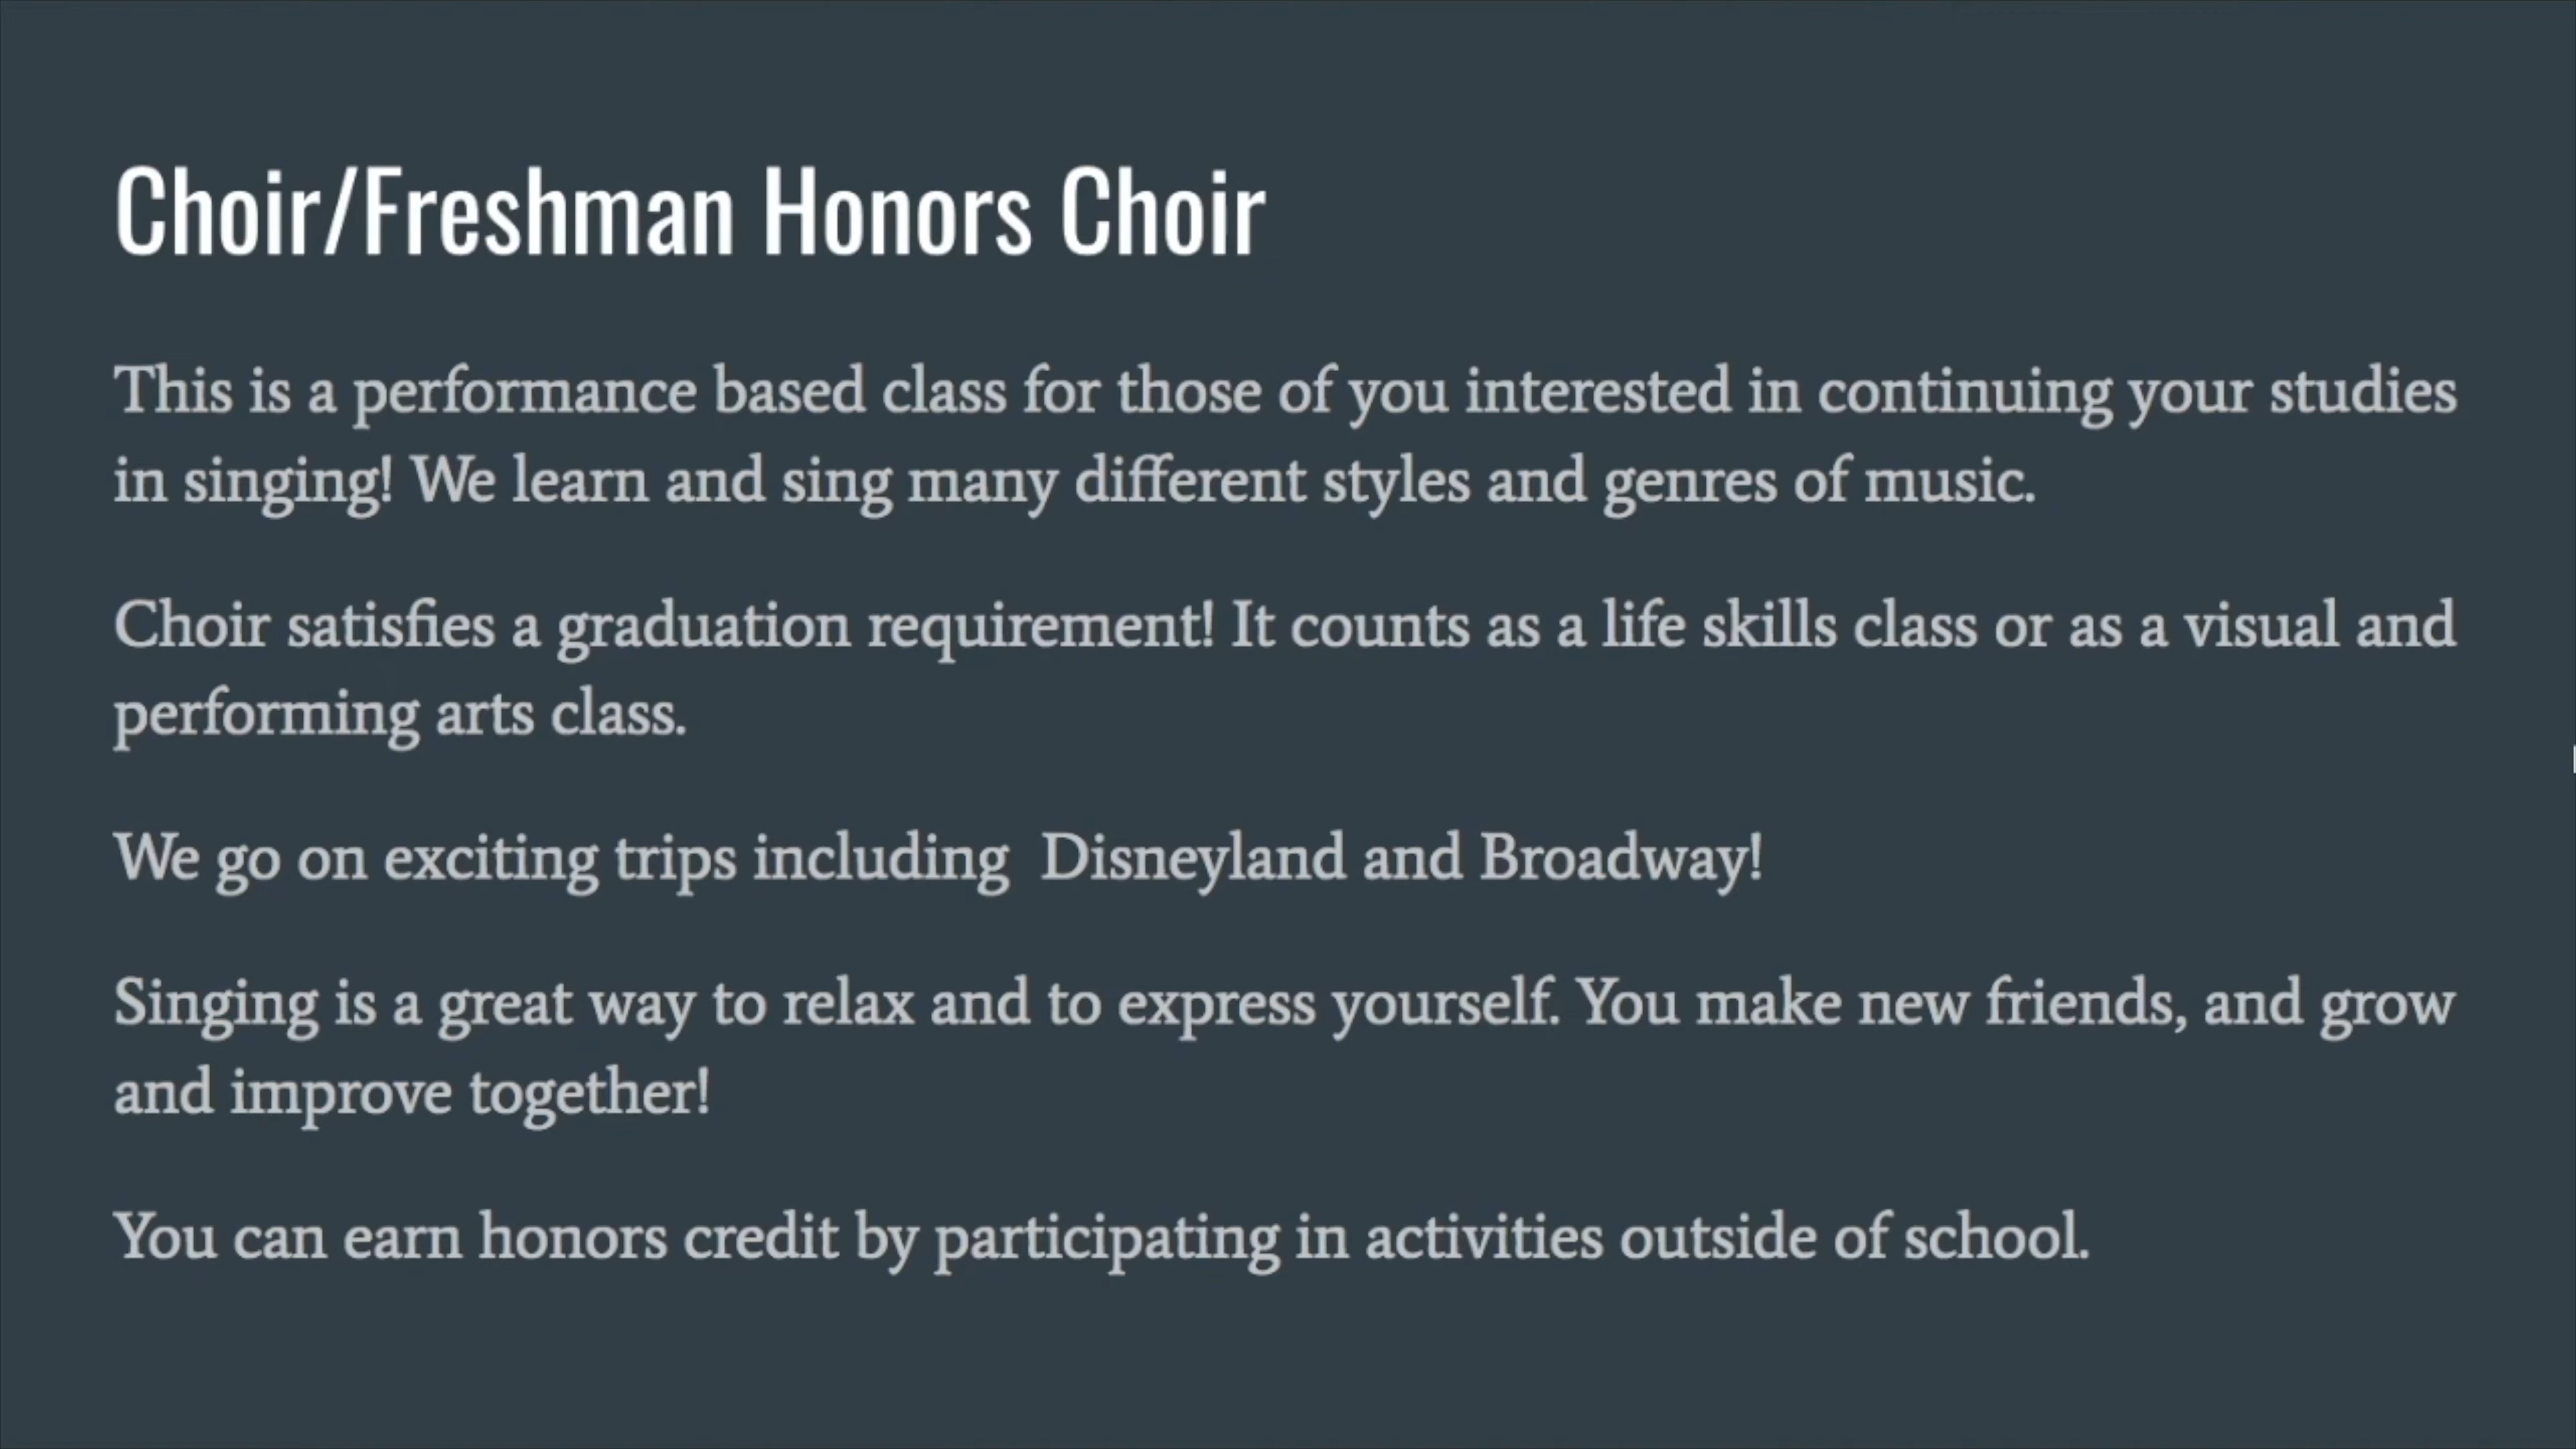 Choir/Freshman Honors Choir
This is a performance based class for those of you interested in continuing your studies
in singing! We learn and sing many different styles and genres of music.
Choir satisfies a graduation requirement! It counts as a life skills class or as a visual and
performing arts class.
We go on exciting trips including  Disneyland and Broadway!
Singing is a great way to relax and to express yourself. You make new friends, and grow
and improve together!
You can earn honors credit by participating in activities outside of school.